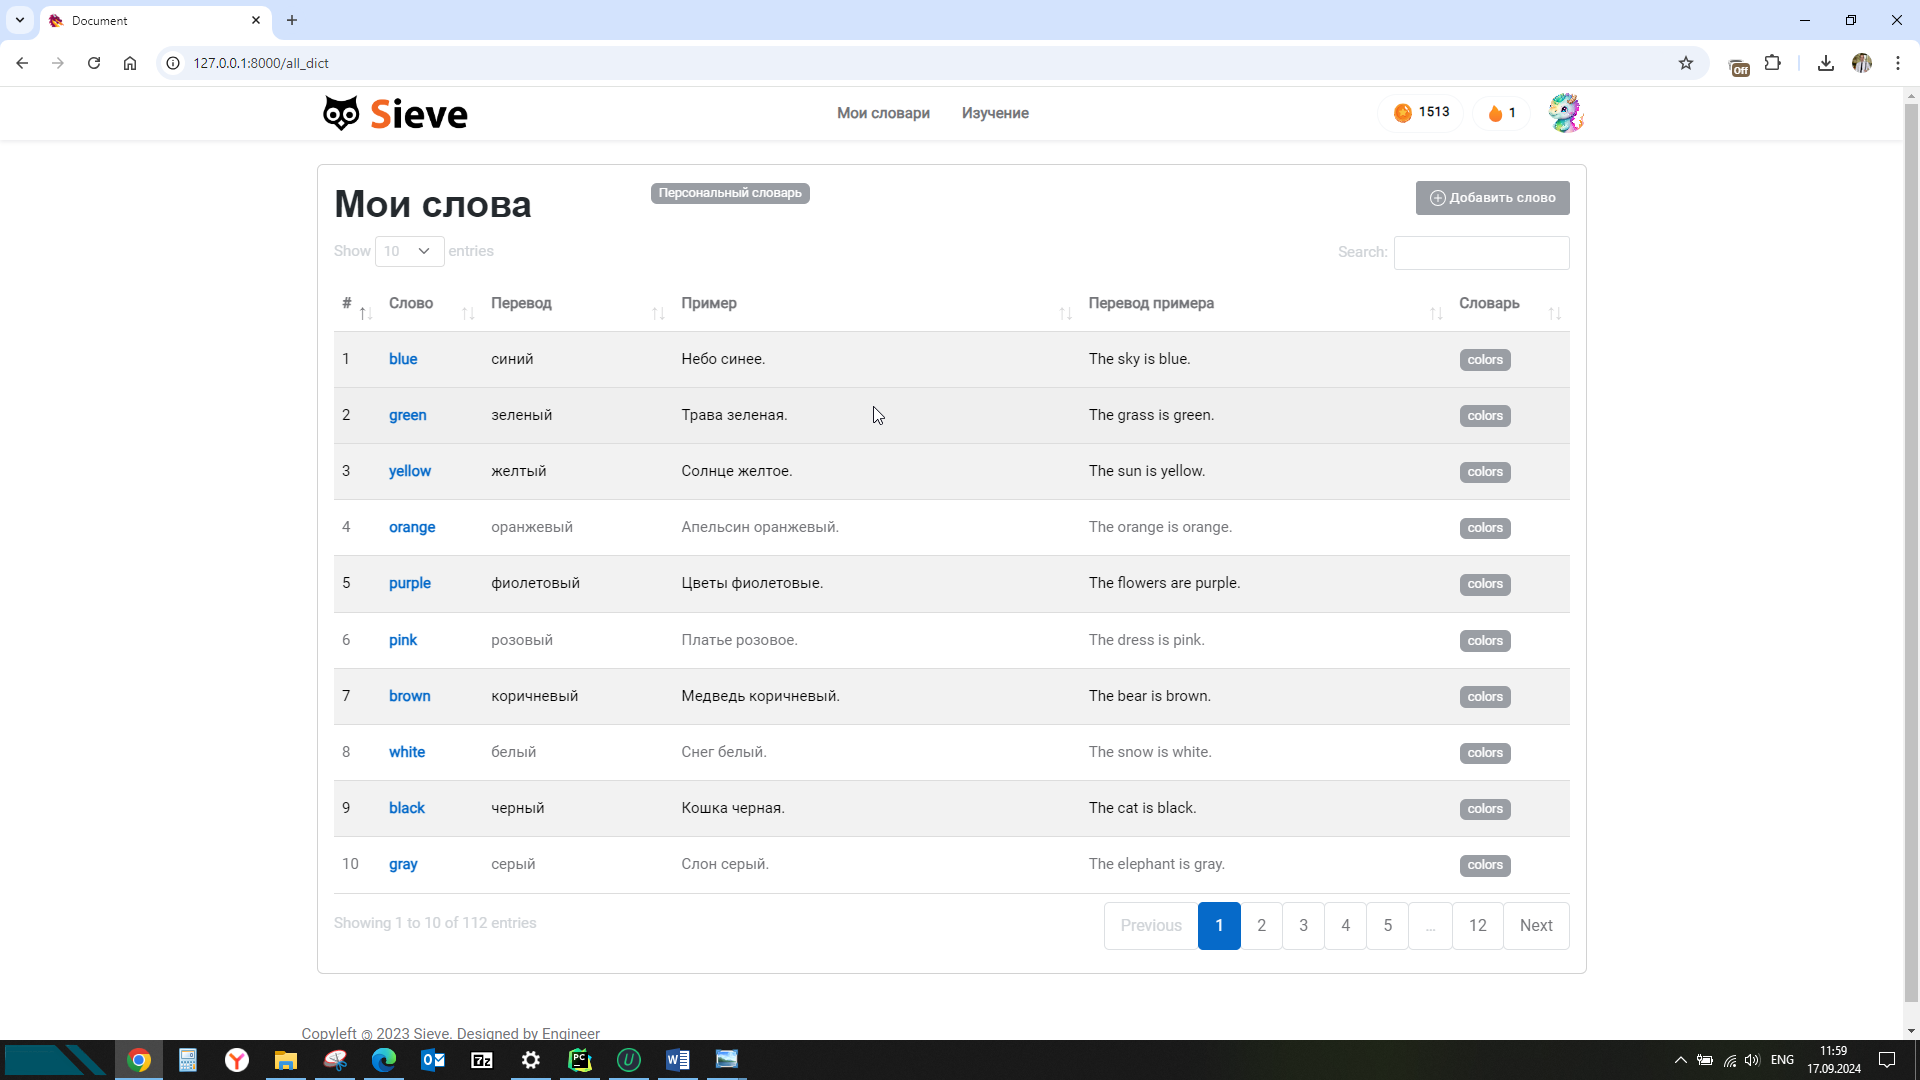 Document
127.0.0.1:8000/all_dict
Off
Sieve
Мои словари
Изучение
1513
1
Мои слова
Персональный словарь
Добавить слово
Show 10 entries
Search:
# Слово Перевод Пример Перевод примера Словарь
1 blue синий Небо синее. The sky is blue. colors
2 green зеленый Трава зеленая. The grass is green. colors
3 yellow желтый Солнце желтое. The sun is yellow. colors
4 orange оранжевый Апельсин оранжевый. The orange is orange. colors
5 purple фиолетовый Цветы фиолетовые. The flowers are purple. colors
6 pink розовый Платье розовое. The dress is pink. colors
7 brown коричневый Медведь коричневый. The bear is brown. colors
8 white белый Снег белый. The snow is white. colors
9 black черный Кошка черная. The cat is black. colors
10 gray серый Слон серый. The elephant is gray. colors
Showing 1 to 10 of 112 entries
Previous 1 2 3 4 5 ... 12 Next
Copyleft @ 2023 Sieve. Designed by Engineer
7z
PC
U
W
ENG
11:59
17.09.2024